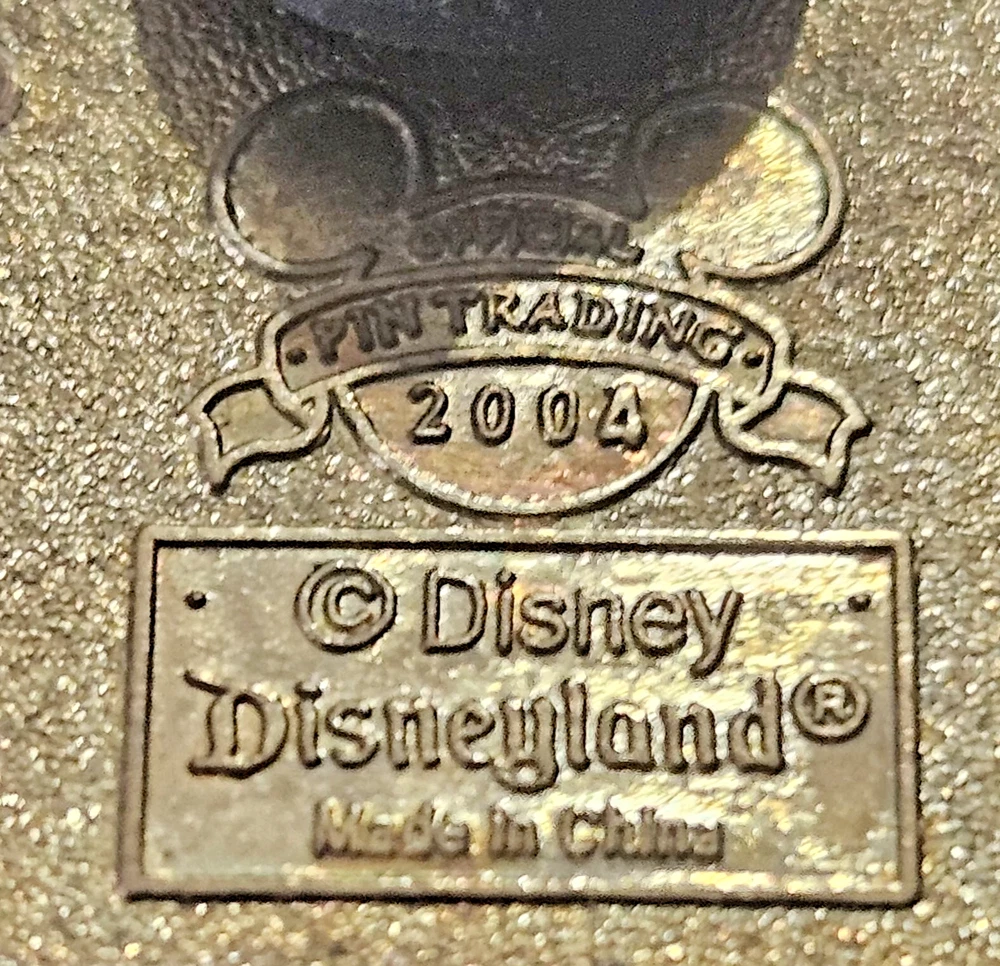 OFFICIAL
· PIN TRADING ·
2004
© Disney
Disneyland®
Made in China